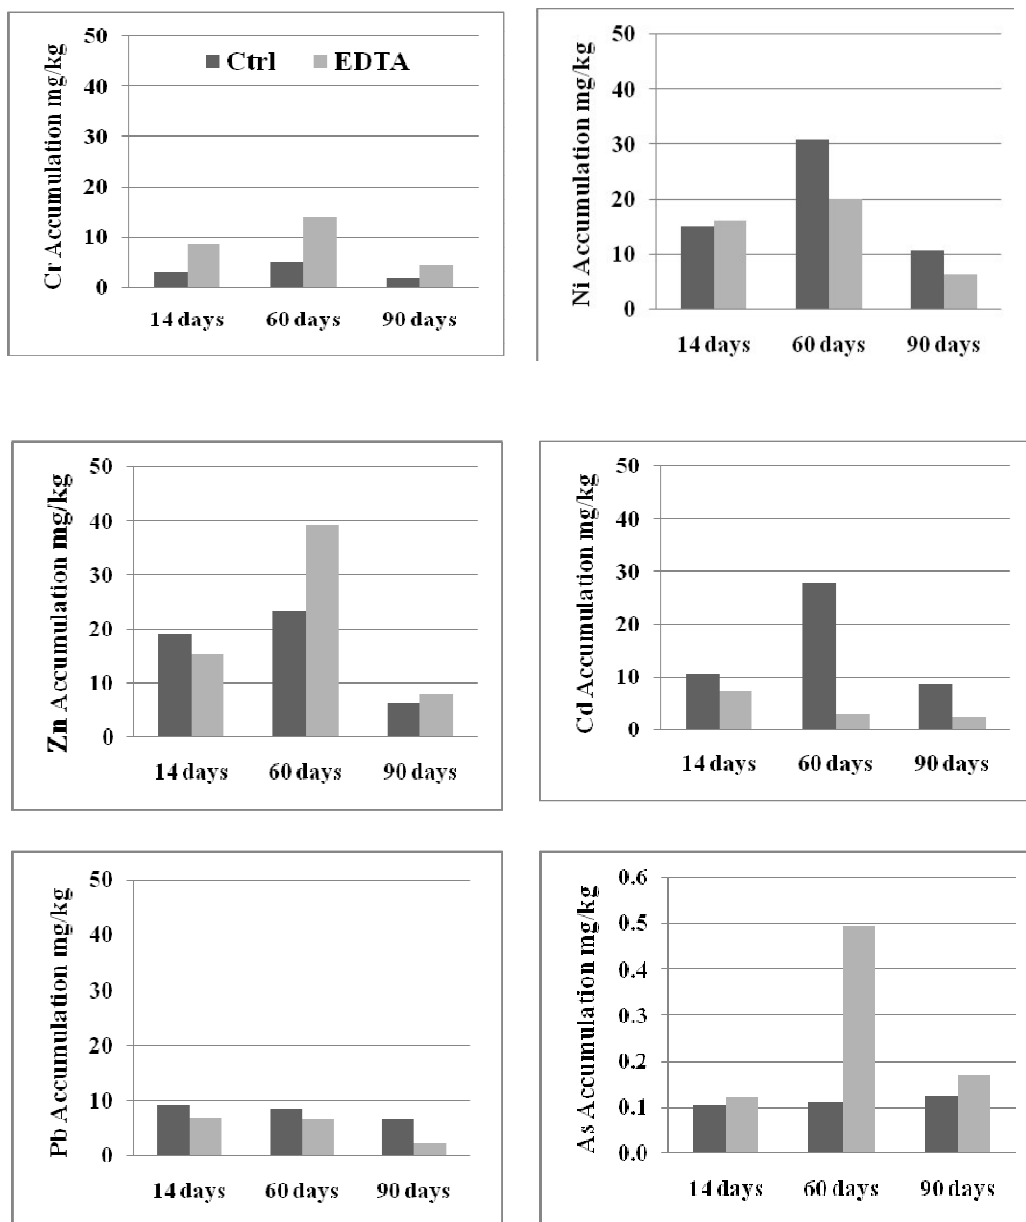 Cr Accumulation mg/kg
50
40
30
20
10
0
Ctrl EDTA
14 days 60 days 90 days
Ni Accumulation mg/kg
50
40
30
20
10
0
14 days 60 days 90 days
Zn Accumulation mg/kg
50
40
30
20
10
0
14 days 60 days 90 days
Cd Accumulation mg/kg
50
40
30
20
10
0
14 days 60 days 90 days
Pb Accumulation mg/kg
50
40
30
20
10
0
14 days 60 days 90 days
As Accumulation mg/kg
0.6
0.5
0.4
0.3
0.2
0.1
0.0
14 days 60 days 90 days